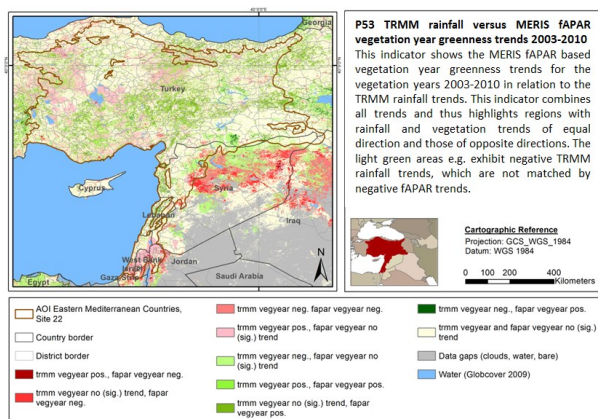 Georgia
Turkey
Cyprus
Syria
Lebanon
Iraq
West Bank
Israel
Gaza Strip
Jordan
Egypt
Saudi Arabia
N
P53 TRMM rainfall versus MERIS fAPAR
vegetation year greenness trends 2003-2010
This indicator shows the MERIS fAPAR based
vegetation year greenness trends for the
vegetation years 2003-2010 in relation to the
TRMM rainfall trends. This indicator combines
all trends and thus highlights regions with
rainfall and vegetation trends of equal
direction and those of opposite directions. The
light green areas e.g. exhibit negative TRMM
rainfall trends, which are not matched by
negative fAPAR trends.
Cartographic Reference
Projection: GCS_WGS_1984
Datum: WGS 1984
0 100 200 400
Kilometers
AOI Eastern Mediterranean Countries,
Site 22
Country border
District border
trmm vegyear pos., fapar vegyear neg.
trmm vegyear no (sig.) trend, fapar
vegyear neg.
trmm vegyear neg. fapar vegyear neg.
trmm vegyear pos., fapar vegyear no
(sig.) trend
trmm vegyear neg., fapar vegyear no
(sig.) trend
trmm vegyear pos., fapar vegyear pos.
trmm vegyear no (sig.) trend, fapar
vegyear pos.
trmm vegyear neg., fapar vegyear pos.
trmm vegyear and fapar vegyear no (sig.)
trend
Data gaps (clouds, water, bare)
Water (Globcover 2009)